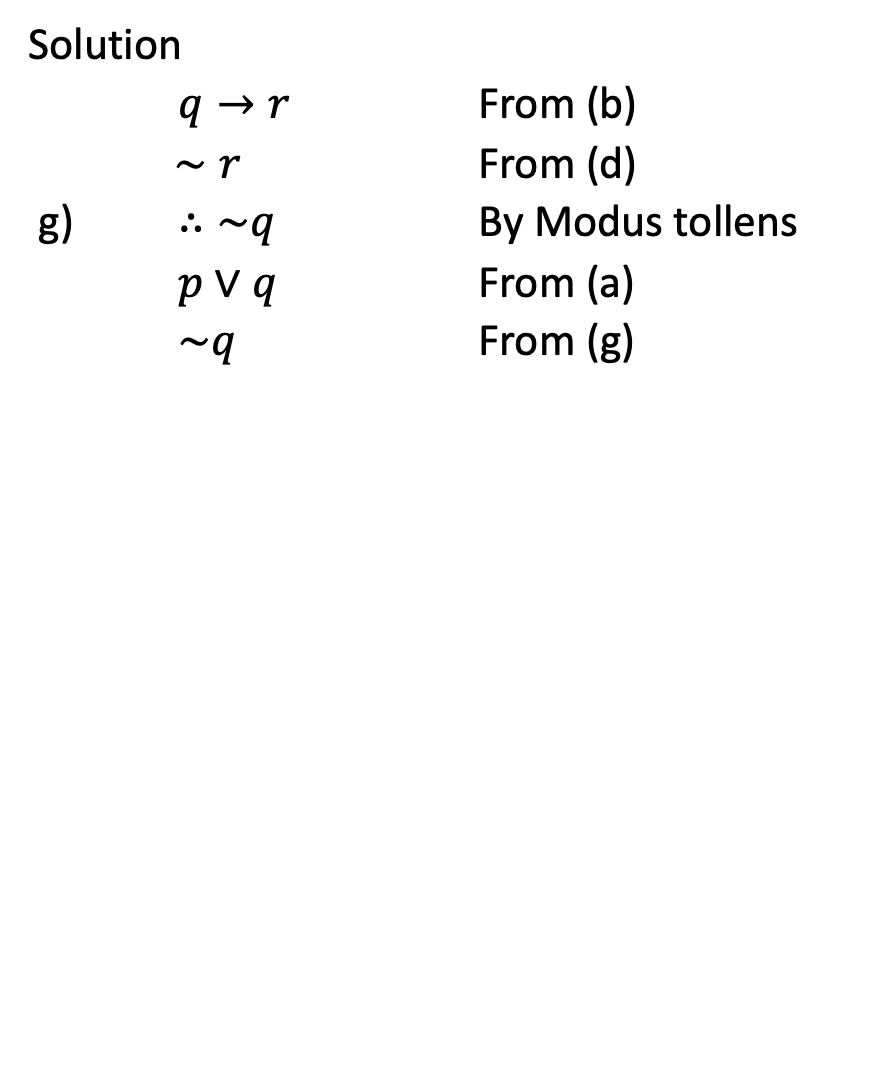 Solution
𝑞 → 𝑟 From (b)
~ 𝑟 From (d)
g) ∴ ~𝑞 By Modus tollens
𝑝 ∨ 𝑞 From (a)
~𝑞 From (g)